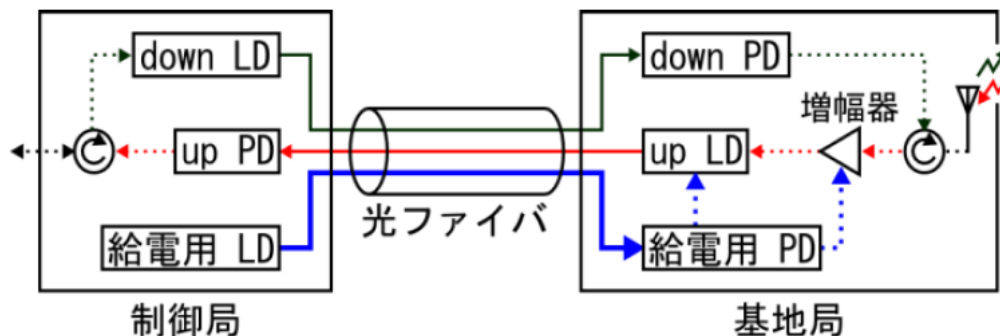 down LD
up PD
給電用 LD
制御局
光ファイバ
down PD
増幅器
up LD
給電用 PD
基地局